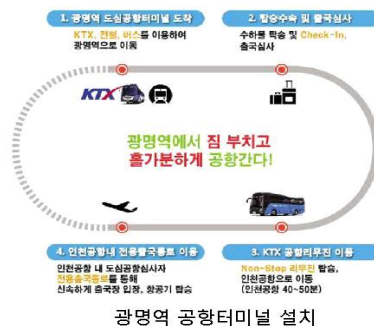 1. 광명역 도심공항터미널 도착
KTX, 전철, 버스를 이용하여
광명역으로 이동
2. 탑승수속 및 출국심사
수하물 탁송 및 Check-In,
출국심사
KTX
광명역에서 짐 부치고
홀가분하게 공항간다!
4. 인천공항내 전용출국통로 이용
인천공항 내 도심공항심사자
전용출국통로를 통해
신속하게 출국장 입장, 항공기 탑승
3. KTX 공항리무진 이동
Non-Stop 리무진 탑승,
인천공항으로 이동
(인천공항 40~50분)
광명역 공항터미널 설치